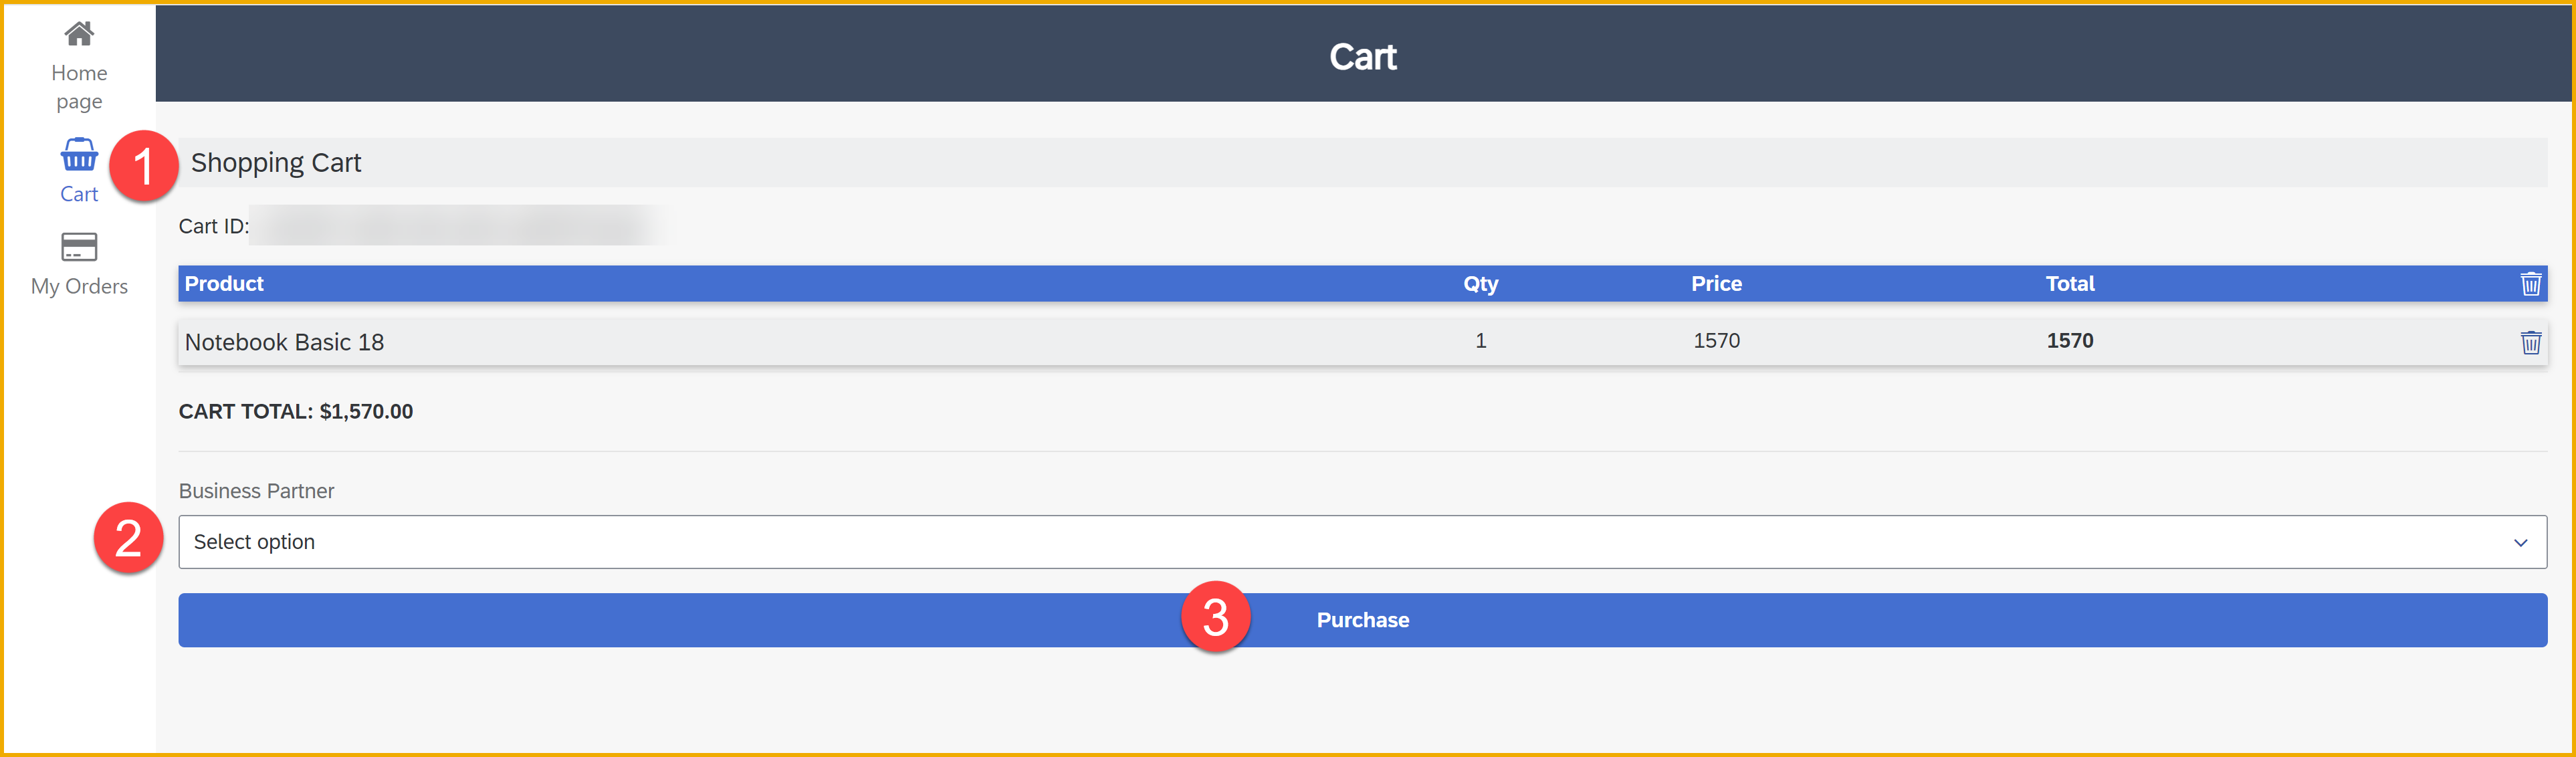 Home
page
1
Cart
My Orders
Cart
Shopping Cart
Cart ID:
Product Qty Price Total
Notebook Basic 18 1 1570 1570
CART TOTAL: $1,570.00
Business Partner
2
Select option
3
Purchase